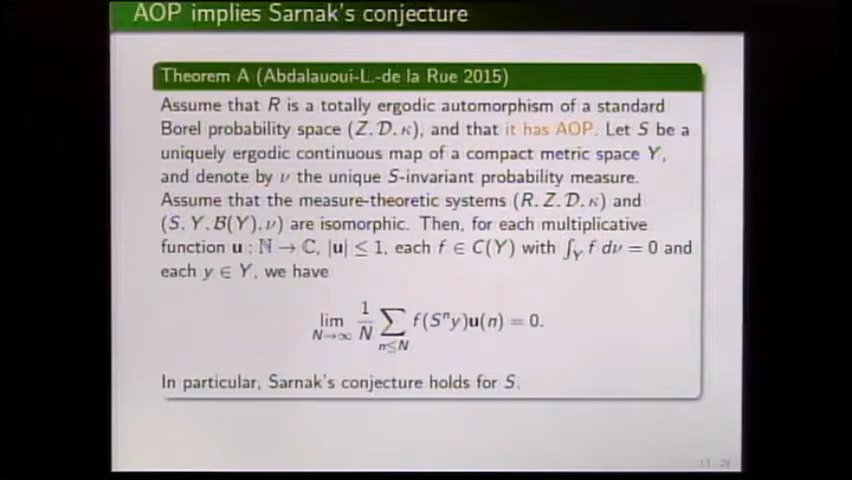 AOP implies Sarnak's conjecture
Theorem A (Abdalauoui-L.-de la Rue 2015)
Assume that R is a totally ergodic automorphism of a standard
Borel probability space (Z, D, κ), and that it has AOP. Let S be a
uniquely ergodic continuous map of a compact metric space Y,
and denote by ν the unique S-invariant probability measure.
Assume that the measure-theoretic systems (R, Z, D, κ) and
(S, Y, B(Y), ν) are isomorphic. Then, for each multiplicative
function u : ℕ → ℂ, |u| ≤ 1, each f ∈ C(Y) with ∫_Y f dν = 0 and
each y ∈ Y, we have
lim_{N→∞} 1/N ∑_{n≤N} f(Sⁿy)u(n) = 0.
In particular, Sarnak's conjecture holds for S.